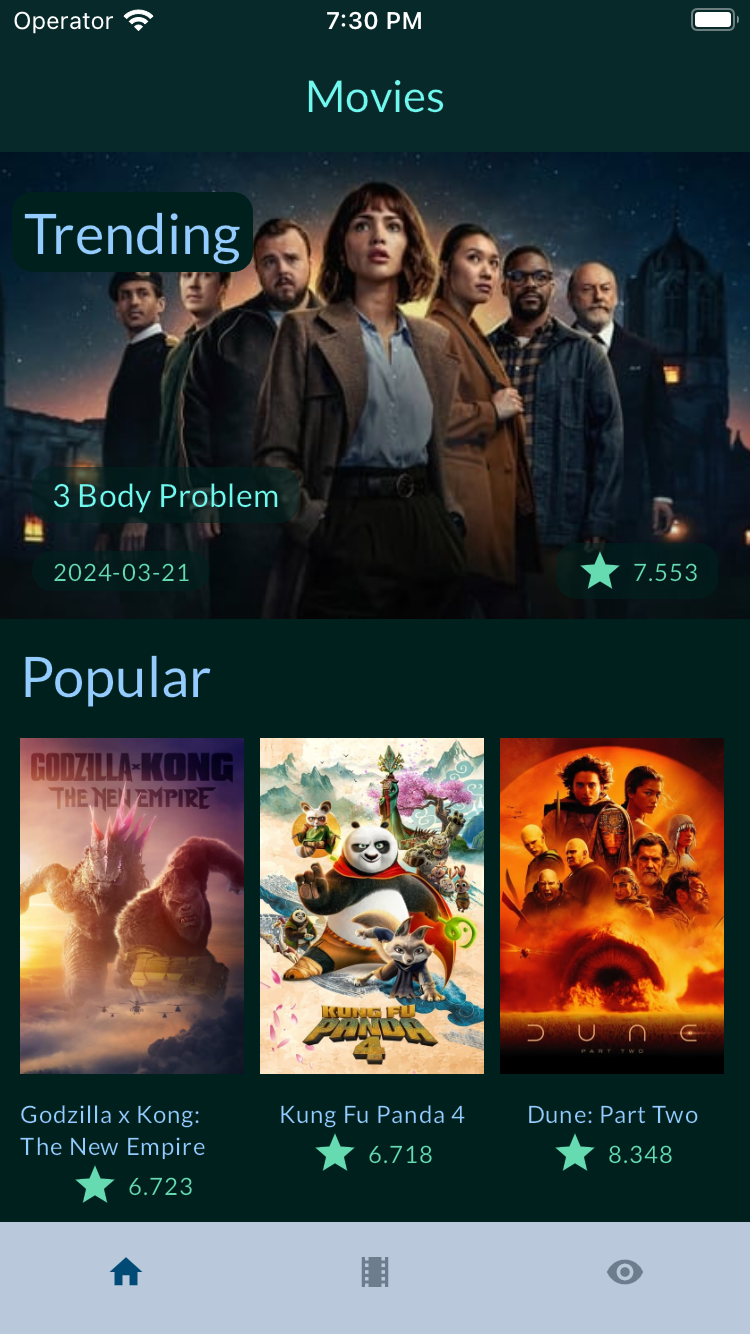 Operator
7:30 PM
Movies
Trending
3 Body Problem
2024-03-21
7.553
Popular
GODZILLA x KONG
THE NEW EMPIRE
KUNG FU
PANDA
4
DUNE
PART TWO
Godzilla x Kong:
The New Empire
6.723
Kung Fu Panda 4
6.718
Dune: Part Two
8.348